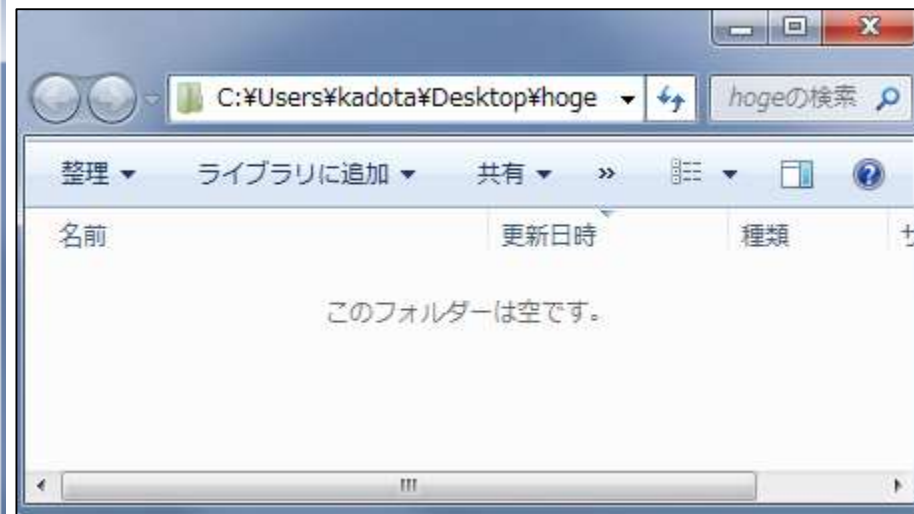 C:¥Users¥kadota¥Desktop¥hoge
hogeの検索
整理 ライブラリに追加 共有 »
名前 更新日時 種類 サ
このフォルダーは空です。